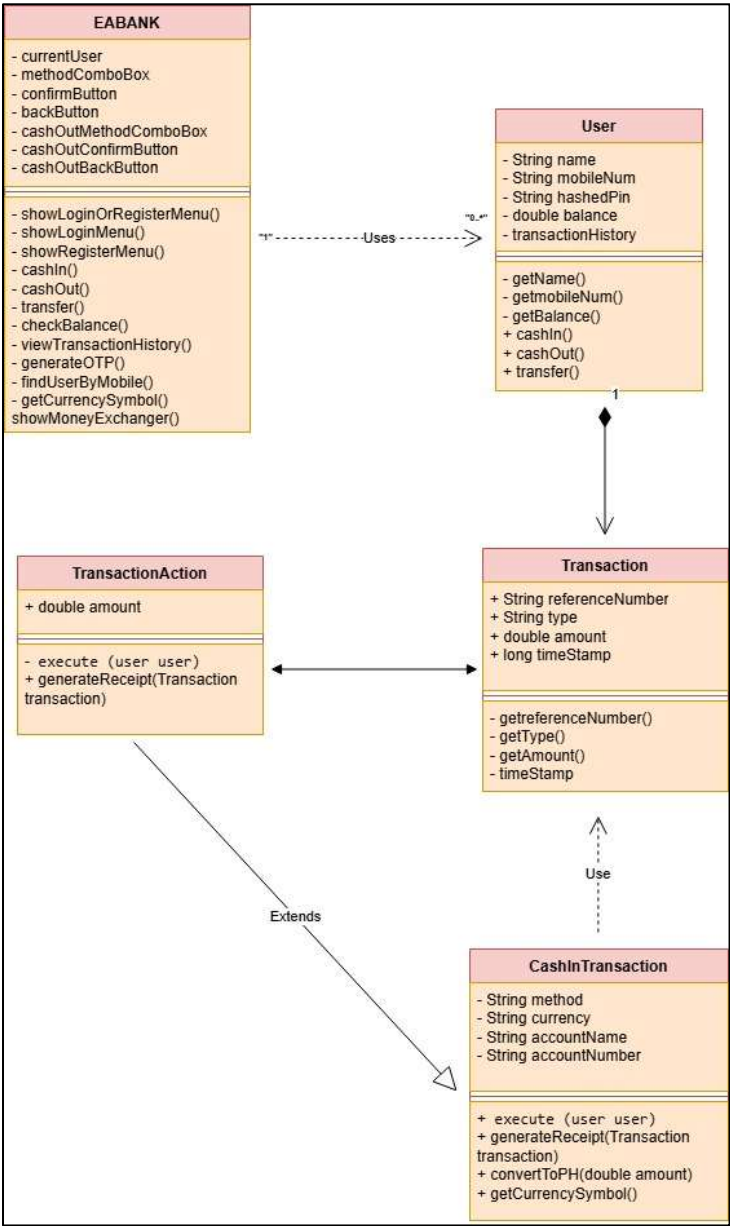 EABANK
- currentUser
- methodComboBox
- confirmButton
- backButton
- cashOutMethodComboBox
- cashOutConfirmButton
- cashOutBackButton
- showLoginOrRegisterMenu()
- showLoginMenu()
- showRegisterMenu()
- cashIn()
- cashOut()
- transfer()
- checkBalance()
- viewTransactionHistory()
- generateOTP()
- findUserByMobile()
- getCurrencySymbol()
showMoneyExchanger()
"1"
Uses
"0..*"
User
- String name
- String mobileNum
- String hashedPin
- double balance
- transactionHistory
- getName()
- getmobileNum()
- getBalance()
+ cashIn()
+ cashOut()
+ transfer()
1
TransactionAction
+ double amount
- execute (user user)
+ generateReceipt(Transaction
transaction)
Transaction
+ String referenceNumber
+ String type
+ double amount
+ long timeStamp
- getreferenceNumber()
- getType()
- getAmount()
- timeStamp
Use
Extends
CashInTransaction
- String method
- String currency
- String accountName
- String accountNumber
+ execute (user user)
+ generateReceipt(Transaction
transaction)
+ convertToPH(double amount)
+ getCurrencySymbol()